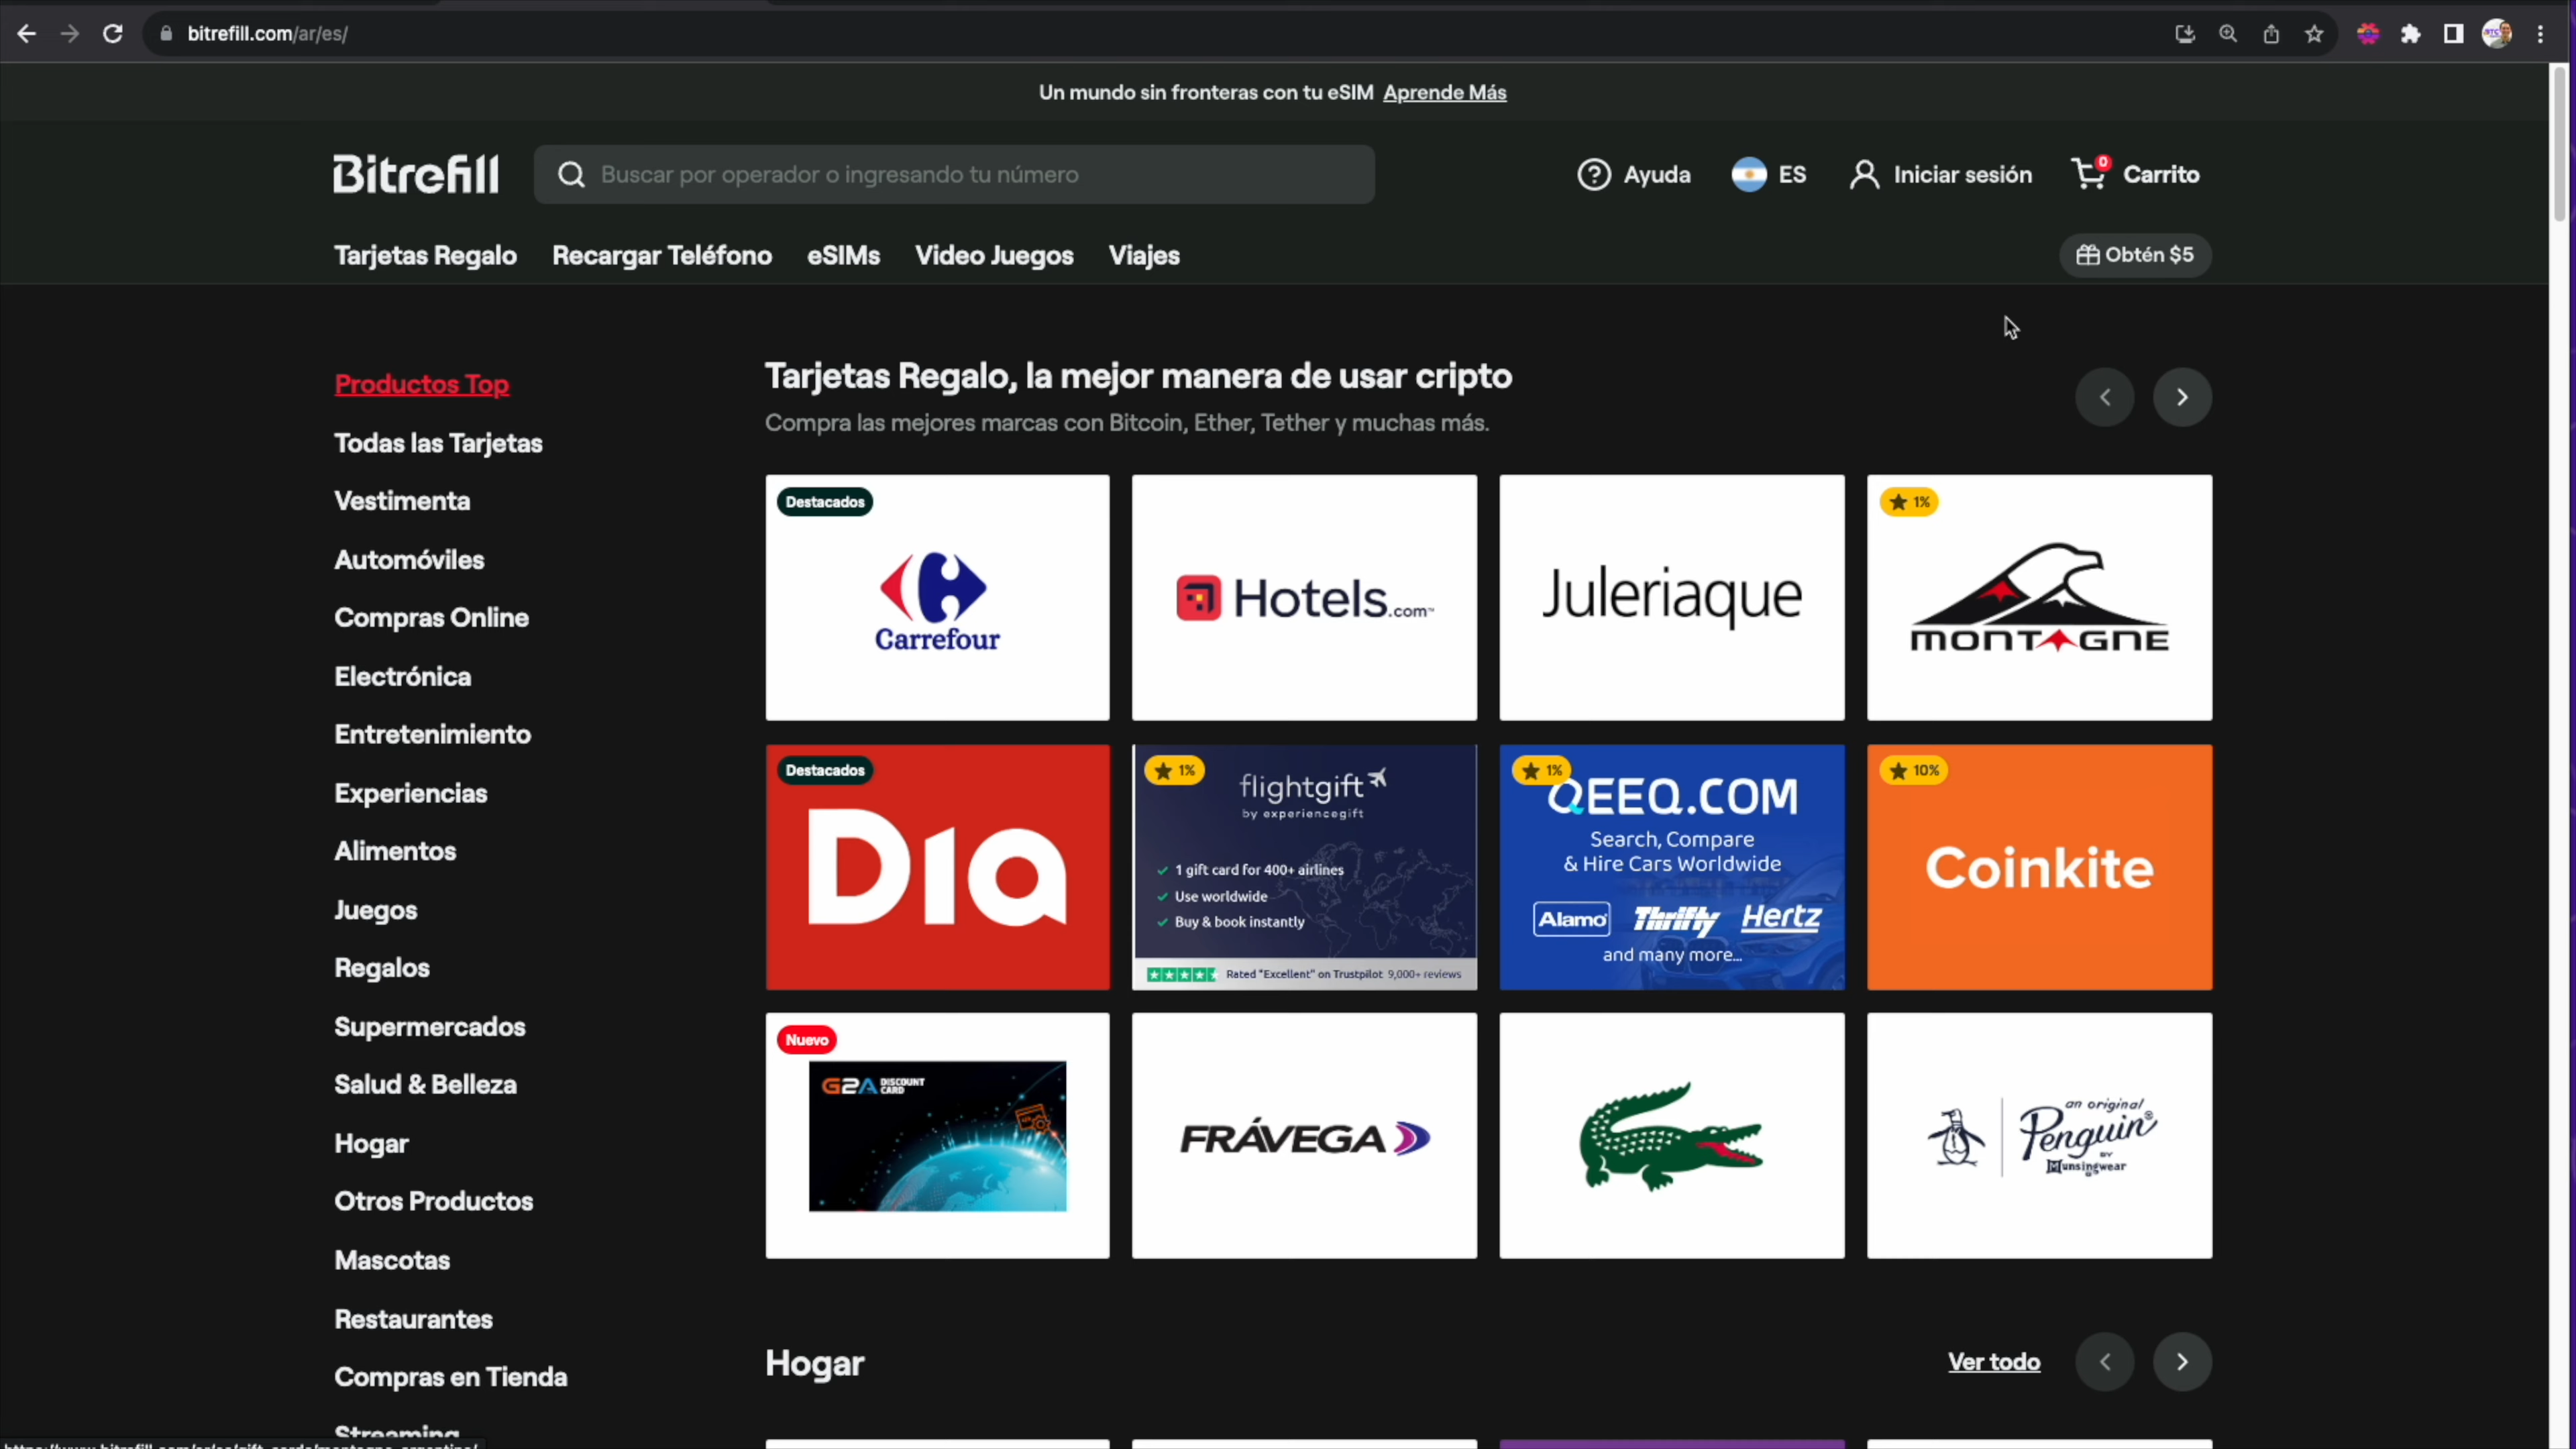 bitrefill.com/ar/es/
Un mundo sin fronteras con tu eSIM Aprende Más
Bitrefill
Buscar por operador o ingresando tu número
Ayuda
ES
Iniciar sesión
0
Carrito
Tarjetas Regalo
Recargar Teléfono
eSIMs
Video Juegos
Viajes
Obtén $5
Productos Top
Todas las Tarjetas
Vestimenta
Automóviles
Compras Online
Electrónica
Entretenimiento
Experiencias
Alimentos
Juegos
Regalos
Supermercados
Salud & Belleza
Hogar
Otros Productos
Mascotas
Restaurantes
Compras en Tienda
Streaming
Tarjetas Regalo, la mejor manera de usar cripto
Compra las mejores marcas con Bitcoin, Ether, Tether y muchas más.
Destacados
Carrefour
Hotels.com™
Juleriaque
1%
MONTAGNE
Destacados
DIa
1%
flightgift
by experiencegift
1 gift card for 400+ airlines
Use worldwide
Buy & book instantly
Rated "Excellent" on Trustpilot 9,000+ reviews
1%
QEEQ.COM
Search, Compare
& Hire Cars Worldwide
Alamo Thrifty Hertz
and many more...
10%
Coinkite
Nuevo
G2A DISCOUNT
CARD
FRÁVEGA
an original
Penguin®
BY
Munsingwear
Hogar
Ver todo